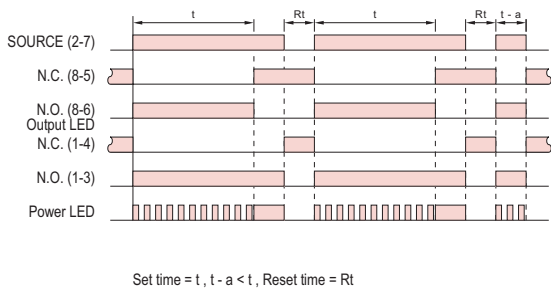 t Rt t Rt t - a
SOURCE (2-7)
N.C. (8-5)
N.O. (8-6)
Output LED
N.C. (1-4)
N.O. (1-3)
Power LED
Set time = t , t - a < t , Reset time = Rt